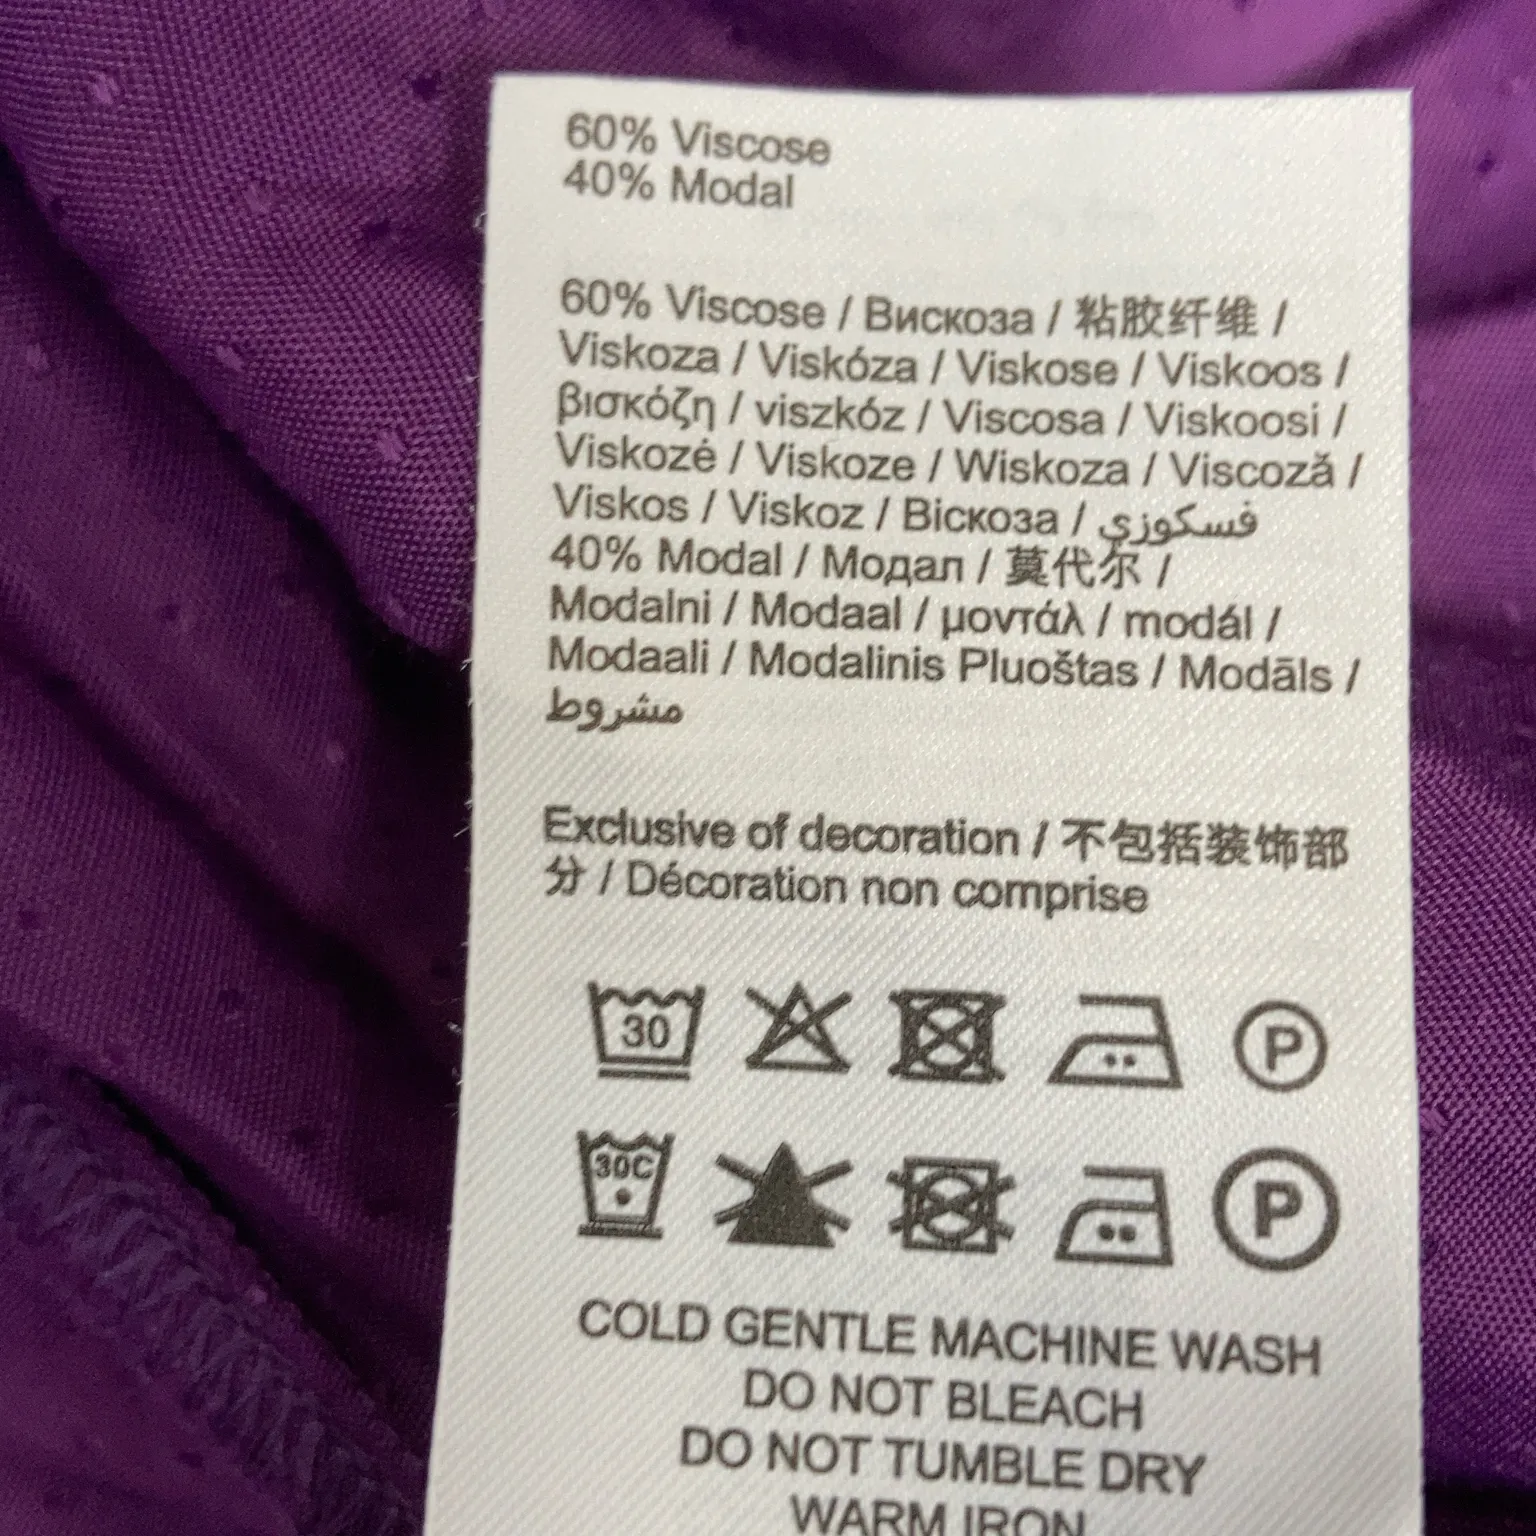 60% Viscose
40% Modal
60% Viscose / Вискоза / 粘胶纤维 /
Viskoza / Viskóza / Viskose / Viskoos /
βισκόζη / viszkóz / Viscosa / Viskoosi /
Viskozė / Viskoze / Wiskoza / Viscoză /
Viskos / Viskoz / Віскоза / فسكوزي
40% Modal / Модал / 莫代尔 /
Modalni / Modaal / μοντάλ / modál /
Modaali / Modalinis Pluoštas / Modāls /
مشروط
Exclusive of decoration / 不包括装饰部
分 / Décoration non comprise
30 P
30C P
COLD GENTLE MACHINE WASH
DO NOT BLEACH
DO NOT TUMBLE DRY
WARM IRON